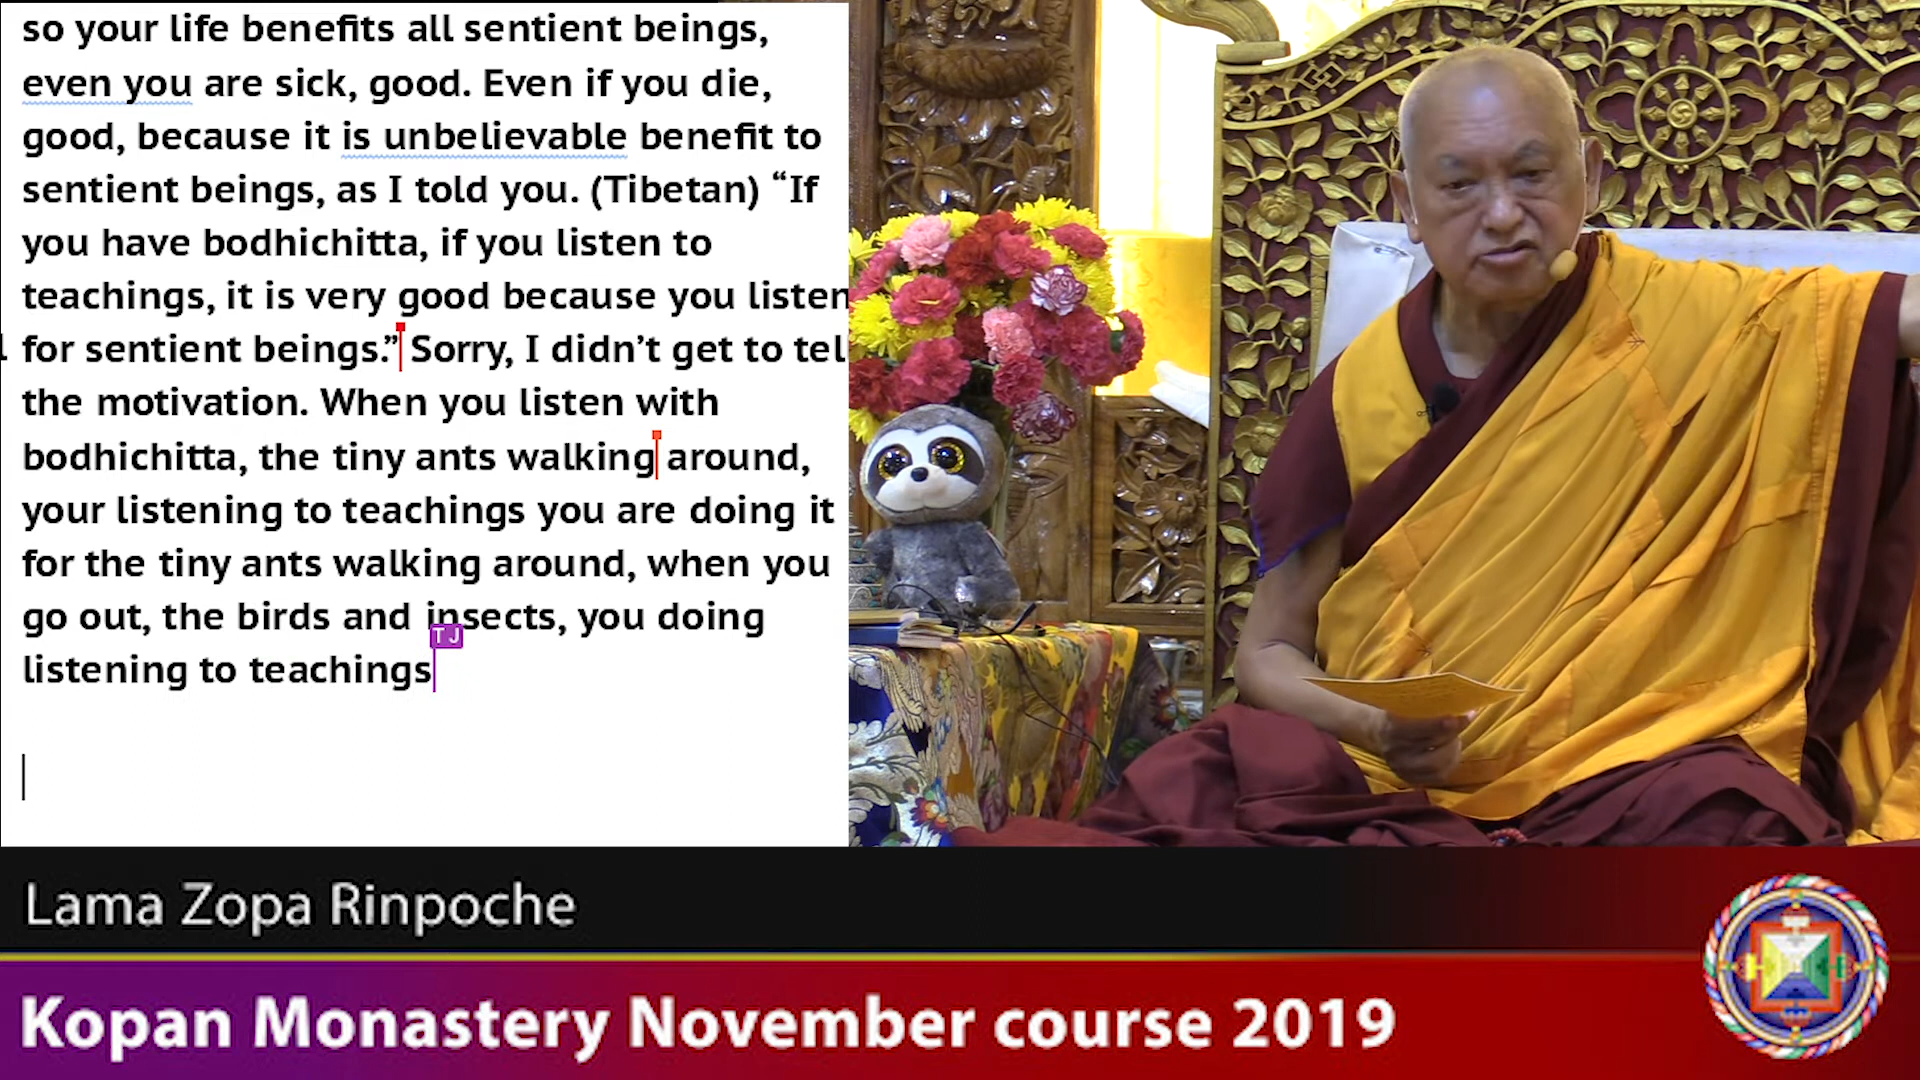 so your life benefits all sentient beings,
even you are sick, good. Even if you die,
good, because it is unbelievable benefit to
sentient beings, as I told you. (Tibetan) “If
you have bodhichitta, if you listen to
teachings, it is very good because you listen
for sentient beings.” Sorry, I didn’t get to tel
the motivation. When you listen with
bodhichitta, the tiny ants walking around,
your listening to teachings you are doing it
for the tiny ants walking around, when you
go out, the birds and insects, you doing
TJ
listening to teachings
Lama Zopa Rinpoche
Kopan Monastery November course 2019